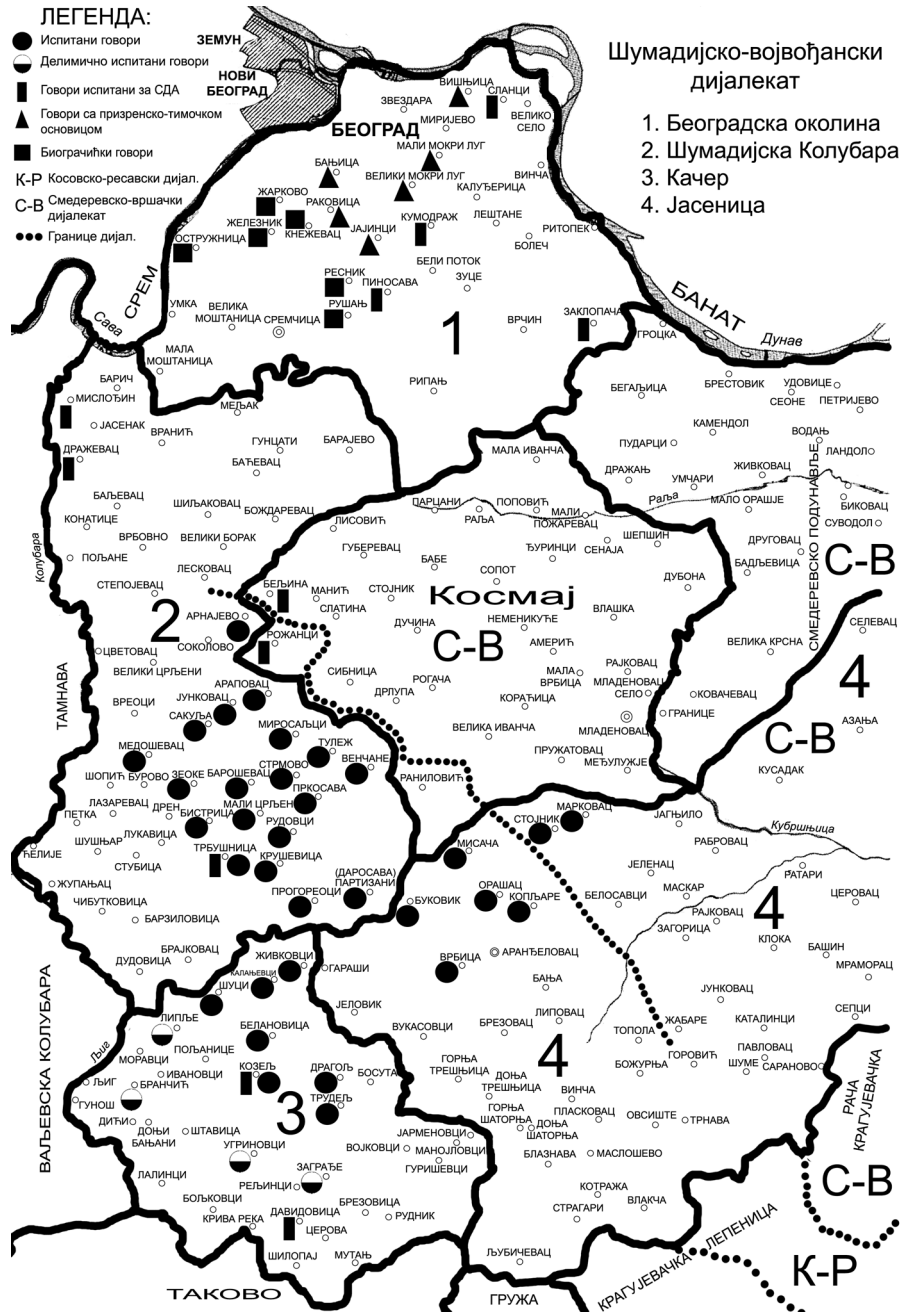 ЛЕГЕНДА:
Испитани говори
Делимично испитани говори
Говори испитани за СДА
Говори са призренско-тимочком
основицом
Биограчићки говори
К-Р Косовско-ресавски дијал.
С-В Смедеревско-вршачки
дијалекат
Границе дијал.
Шумадијско-војвођански
дијалекат
1. Београдска околина
2. Шумадијска Колубара
3. Качер
4. Јасеница
ЗЕМУН
НОВИ
БЕОГРАД
БЕОГРАД
ЗВЕЗДАРА
ВИШЊИЦА
СЛАНЦИ
ВЕЛИКО
СЕЛО
МИРИЈЕВО
МАЛИ МОКРИ ЛУГ
БАЊИЦА
ВЕЛИКИ МОКРИ ЛУГ
ВИНЧА
КАЛУЂЕРИЦА
ЖАРКОВО
РАКОВИЦА
ЖЕЛЕЗНИК
КНЕЖЕВАЦ
ЈАЈИНЦИ
КУМОДРАЖ
ЛЕШТАНЕ
РИТОПЕК
ОСТРУЖНИЦА
БОЛЕЧ
БЕЛИ ПОТОК
ЗУЦЕ
РЕСНИК
ПИНОСАВА
РУШАЊ
СРЕМ
БАНАТ
Сава
Дунав
УМКА
ВЕЛИКА
МОШТАНИЦА
СРЕМЧИЦА
1
ВРЧИН
ЗАКЛОПАЧА
ГРОЦКА
МАЛА
МОШТАНИЦА
РИПАЊ
БЕГАЉИЦА
БРЕСТОВИК
УДОВИЦЕ
СЕОНЕ
ПЕТРИЈЕВО
БАРИЧ
МИСЛОЂИН
МЕЉАК
ЈАСЕНАК
ВРАНИЋ
ГУНЦАТИ
БАРАЈЕВО
БАЋЕВАЦ
ДРАЖЕВАЦ
МАЛА ИВАНЧА
ПУДАРЦИ
КАМЕНДОЛ
ВОДАЊ
ЛАНДОЛ
ДРАЖАЊ
УМЧАРИ
ЖИВКОВАЦ
БАЉЕВАЦ
ШИЉАКОВАЦ
БОЖДАРЕВАЦ
ПАРЦАНИ
РАЉА
ПОПОВИЋ
МАЛИ
ПОЖАРЕВАЦ
Раља
МАЛО ОРАШЈЕ
БИКОВАЦ
СУВОДОЛ
КОНАТИЦЕ
ВРБОВНО
ВЕЛИКИ БОРАК
ЛИСОВИЋ
ГУБЕРЕВАЦ
ЂУРИНЦИ
СЕНАЈА
ШЕПШИН
ДРУГОВАЦ
БАДЉЕВИЦА
С-В
СМЕДЕРЕВСКО ПОДУНАВЉЕ
Колубара
ПОЉАНЕ
ЛЕСКОВАЦ
СТЕПОЈЕВАЦ
БАБЕ
СОПОТ
ДУБОНА
БЕЉИНА
МАНИЋ
СТОЈНИК
Космај
СЛАТИНА
ВЛАШКА
АРНАЈЕВО
2
СОКОЛОВО
РОЖАНЦИ
ДУЧИНА
НЕМЕНИКУЋЕ
СЕЛЕВАЦ
ЦВЕТОВАЦ
ВЕЛИКИ ЦРЉЕНИ
С-В
АМЕРИЋ
ВЕЛИКА КРСНА
ТАМНАВА
СИБНИЦА
РОГАЧА
МАЛА
ВРБИЦА
РАЈКОВАЦ
МЛАДЕНОВАЦ
СЕЛО
4
АРАПОВАЦ
ДРЛУПА
КОРАЋИЦА
КОВАЧЕВАЦ
ВРЕОЦИ
ЈУНКОВАЦ
САКУЉА
МИРОСАЉЦИ
ГРАНИЦЕ
МЛАДЕНОВАЦ
АЗАЊА
МЕДОШЕВАЦ
ТУЛЕЖ
ВЕЛИКА ИВАНЧА
С-В
СТРМОВО
ВЕНЧАНЕ
ПРУЖАТОВАЦ
МЕЂУЛУЖЈЕ
КУСАДАК
ШОПИЋ
БУРОВО
ЗЕОКЕ
БАРОШЕВАЦ
ПРКОСАВА
РАНИЛОВИЋ
ЛАЗАРЕВАЦ
МАЛИ ЦРЉЕНИ
МАРКОВАЦ
СТОЈНИК
ПЕТКА
ДРЕН
БИСТРИЦА
РУДОВЦИ
ЈАГЊИЛО
Кубршњица
ШУШЊАР
ЛУКАВИЦА
ТРБУШНИЦА
МИСАЧА
РАБРОВАЦ
ЋЕЛИЈЕ
СТУБИЦА
КРУШЕВИЦА
ЈЕЛЕНАЦ
РАТАРИ
ЖУПАЊАЦ
(ДАРОСАВА)
ПАРТИЗАНИ
ОРАШАЦ
МАСКАР
ПРОГОРЕОЦИ
КОПЉАРЕ
БЕЛОСАВЦИ
ЦЕРОВАЦ
ЧИБУТКОВИЦА
БУКОВИК
РАЈКОВАЦ
4
БАРЗИЛОВИЦА
ЗАГОРИЦА
КЛОКА
БРАЈКОВАЦ
ЖИВКОВЦИ
ВРБИЦА
АРАНЂЕЛОВАЦ
БАШИН
ДУДОВИЦА
КАЛАЊЕВЦИ
ГАРАШИ
МРАМОРАЦ
ШУЦИ
БАЊА
ЈУНКОВАЦ
ЈЕЛОВИК
ЛИПЉЕ
СЕПЦИ
БЕЛАНОВИЦА
ВУКАСОВЦИ
БРЕЗОВАЦ
ЛИПОВАЦ
ТОПОЛА
ЖАБАРЕ
КАТАЛИНЦИ
Љиг
ПОЉАНИЦЕ
МОРАВЦИ
КОЗЕЉ
ДРАГОЉ
4
ПАВЛОВАЦ
ИВАНОВЦИ
БОСУТА
ГОРЊА
ТРЕШЊИЦА
ДОЊА
ТРЕШЊИЦА
БОЖУРЊА
ГОРОВИЋ
ШУМЕ
САРАНОВО
ЉИГ
БРАНЧИЋ
ВИНЧА
РАЧА
КРАГУЈЕВАЧКА
ГУНОШ
ТРУДЕЉ
ГОРЊА
ШАТОРЊА
ПЛАСКОВАЦ
ОВСИШТЕ
ТРНАВА
ДИЋИ
ДОЊИ
БАЊАНИ
ШТАВИЦА
3
ЈАРМЕНОВЦИ
ДОЊА
ШАТОРЊА
УГРИНОВЦИ
ВОЈКОВЦИ
МАНОЈЛОВЦИ
ГУРИШЕВЦИ
БЛАЗНАВА
МАСЛОШЕВО
ЛАЛИНЦИ
ЗАГРАЂЕ
РЕЉИНЦИ
С-В
ВАЉЕВСКА КОЛУБАРА
БОЉКОВЦИ
БРЕЗОВИЦА
КОТРАЖА
ВЛАКЧА
КРИВА РЕКА
ДАВИДОВИЦА
РУДНИК
СТРАГАРИ
ЦЕРОВА
ШИЛОПАЈ
МУТАЊ
ЉУБИЧЕВАЦ
КРАГУЈЕВАЧКА ЛЕПЕНИЦА
К-Р
ТАКОВО
ГРУЖА